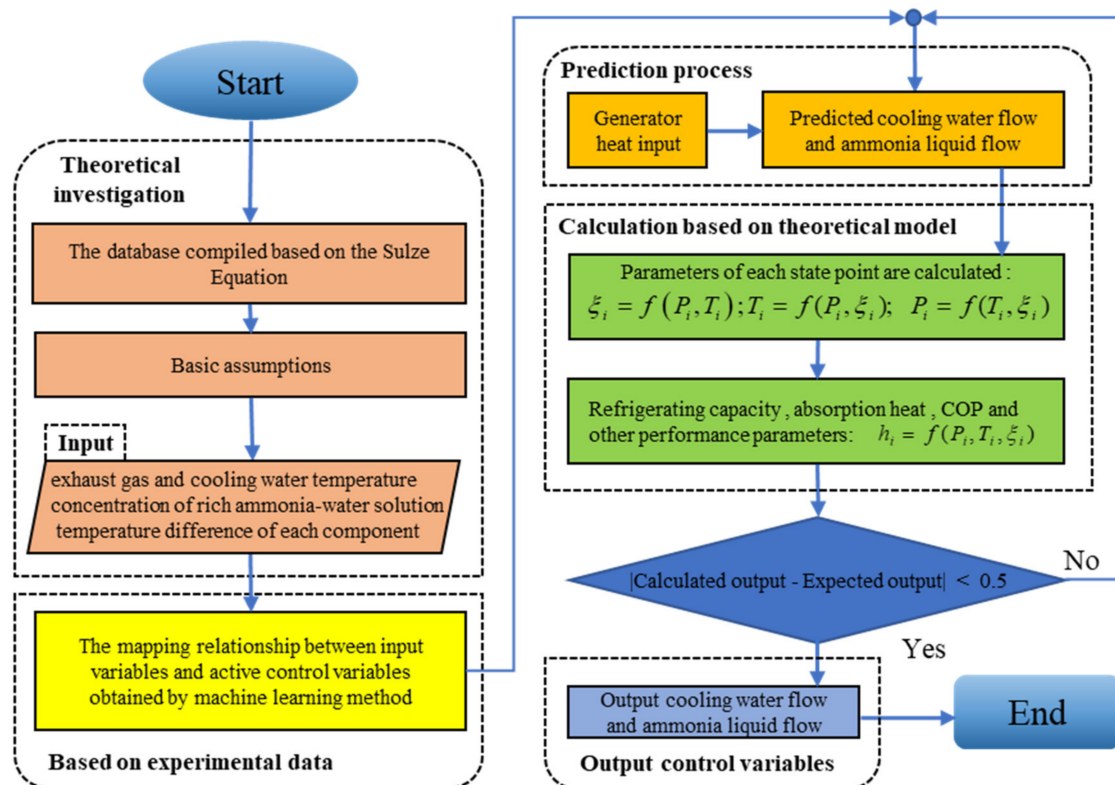 Start
Theoretical
investigation
The database compiled based on the Sulze
Equation
Basic assumptions
Input
exhaust gas and cooling water temperature
concentration of rich ammonia-water solution
temperature difference of each component
The mapping relationship between input
variables and active control variables
obtained by machine learning method
Based on experimental data
Prediction process
Generator
heat input
Predicted cooling water flow
and ammonia liquid flow
Calculation based on theoretical model
Parameters of each state point are calculated :
ξᵢ = f(Pᵢ,Tᵢ);Tᵢ = f(Pᵢ,ξᵢ); Pᵢ = f(Tᵢ,ξᵢ)
Refrigerating capacity , absorption heat , COP and
other performance parameters: hᵢ = f(Pᵢ,Tᵢ,ξᵢ)
|Calculated output - Expected output| < 0.5
No
Yes
Output cooling water flow
and ammonia liquid flow
Output control variables
End